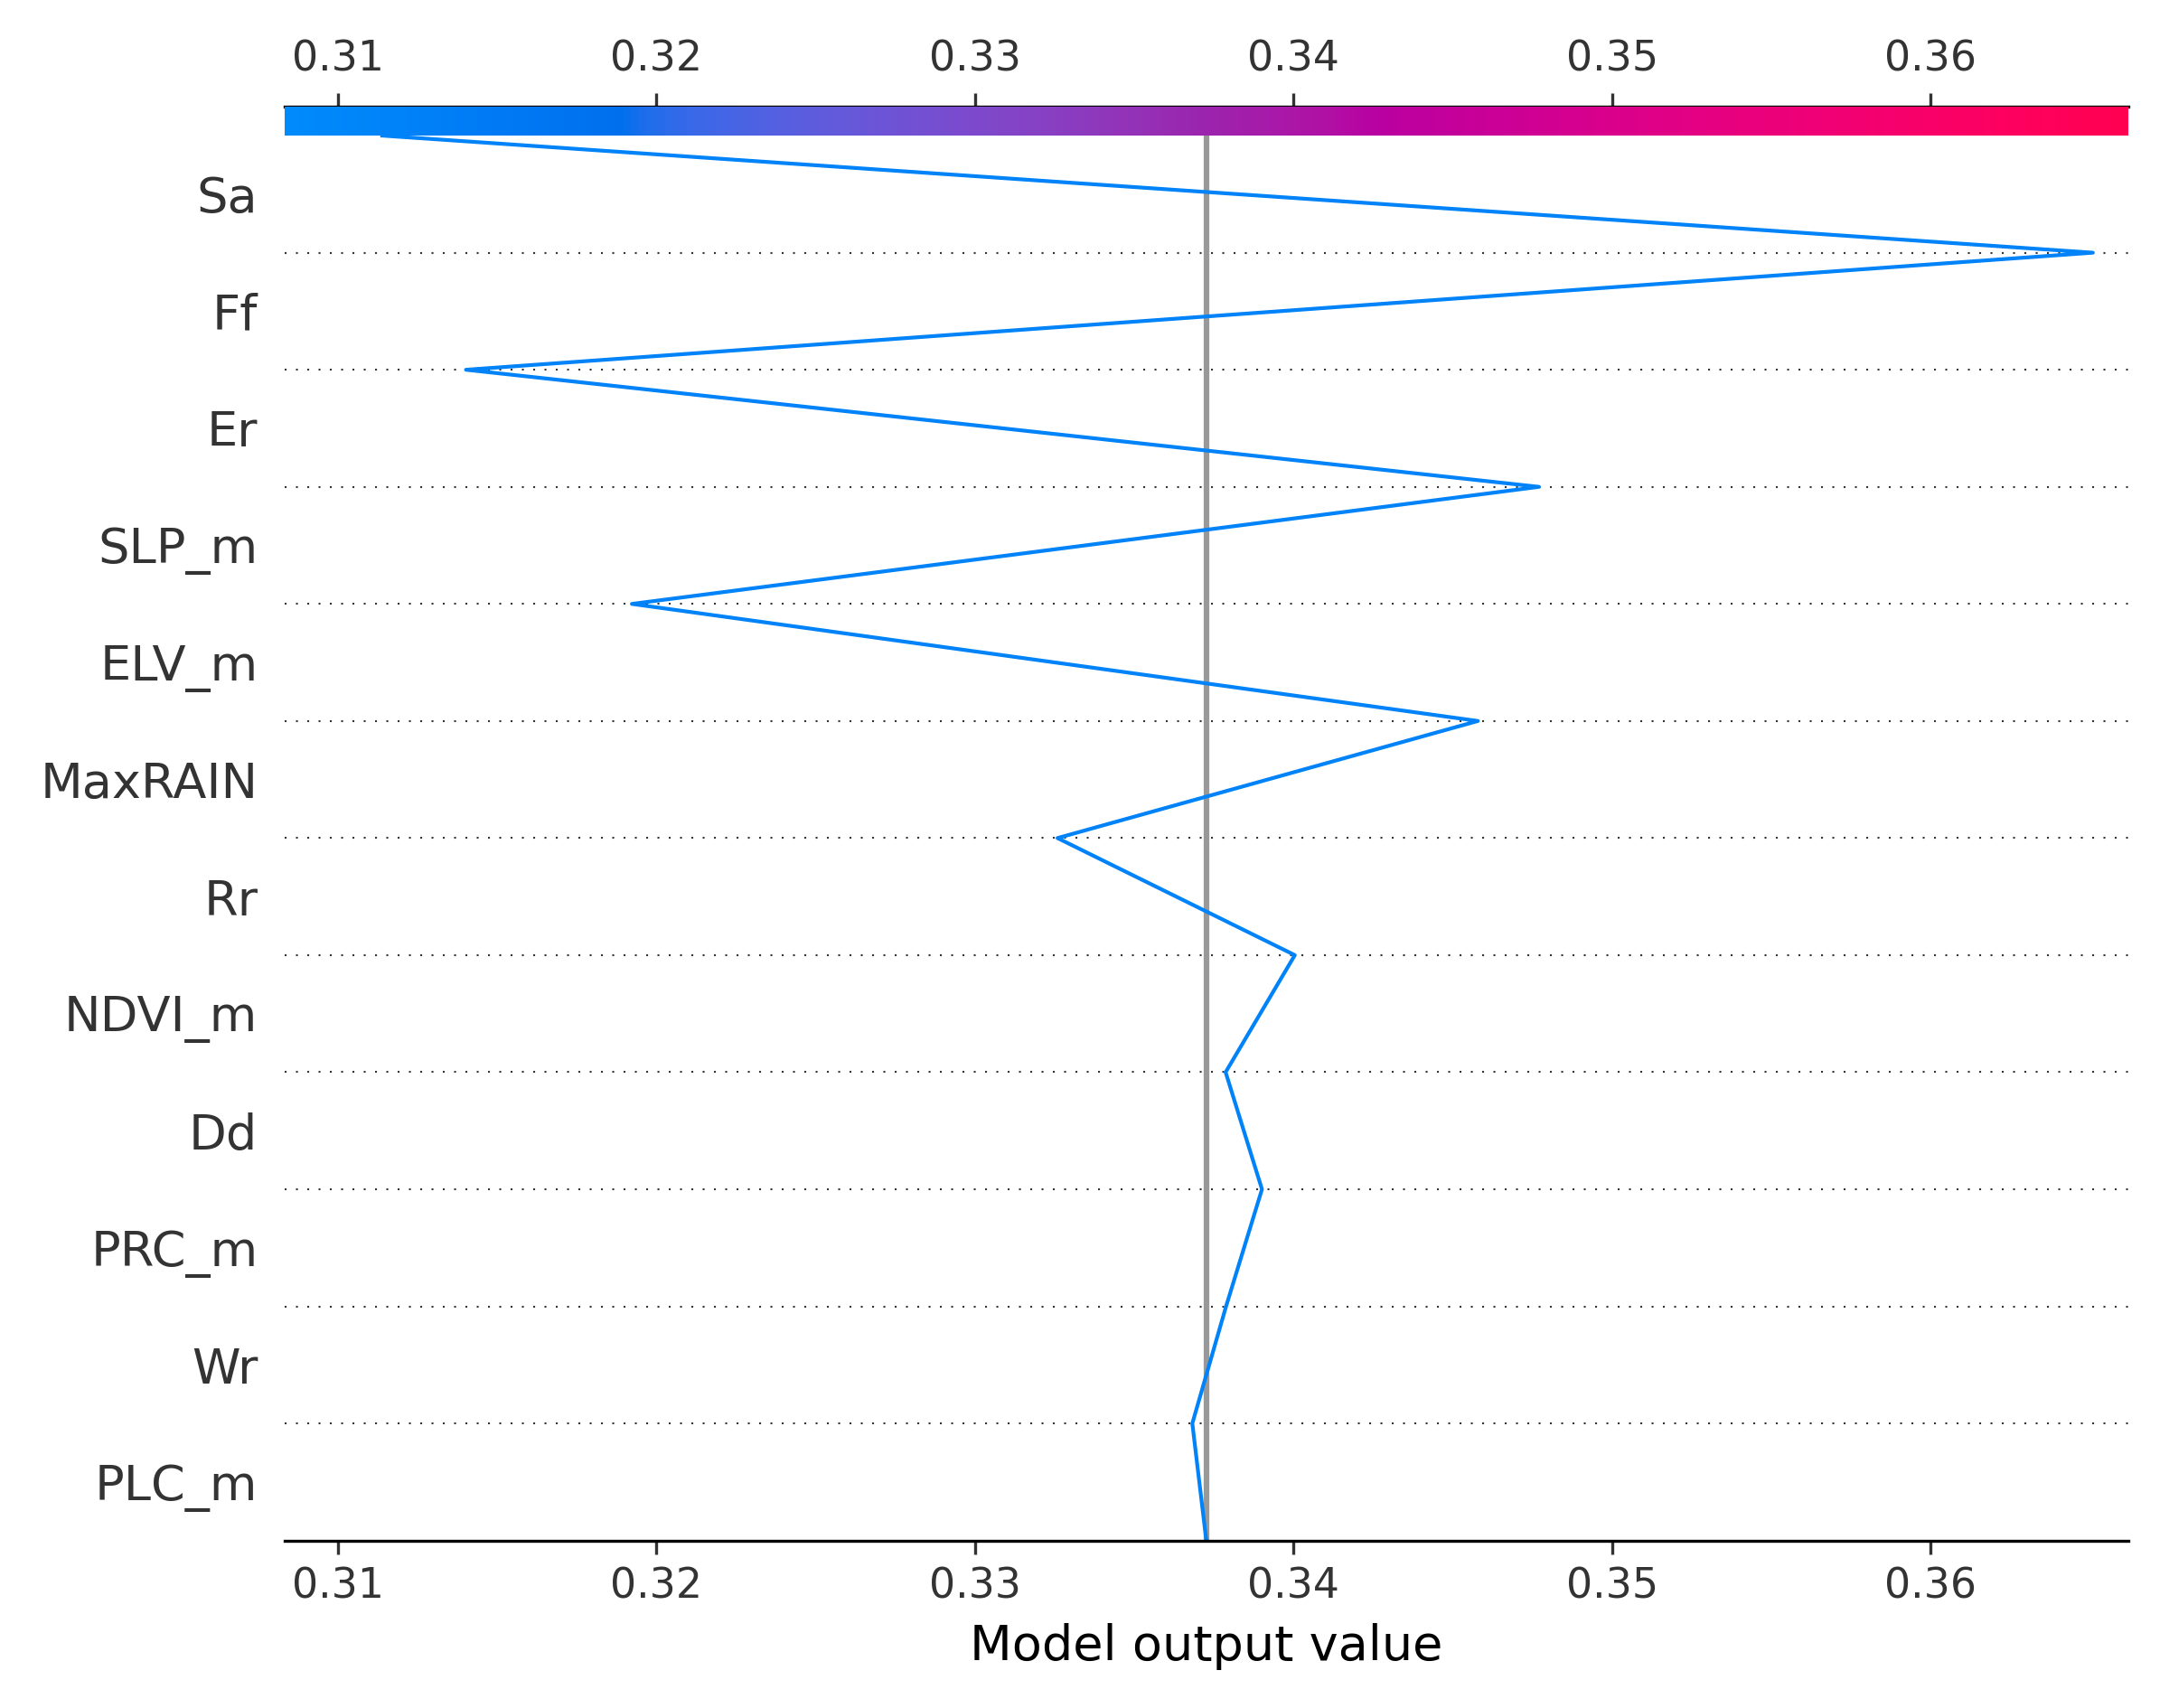 0.31 0.32 0.33 0.34 0.35 0.36
Sa
Ff
Er
SLP_m
ELV_m
MaxRAIN
Rr
NDVI_m
Dd
PRC_m
Wr
PLC_m
0.31 0.32 0.33 0.34 0.35 0.36
Model output value